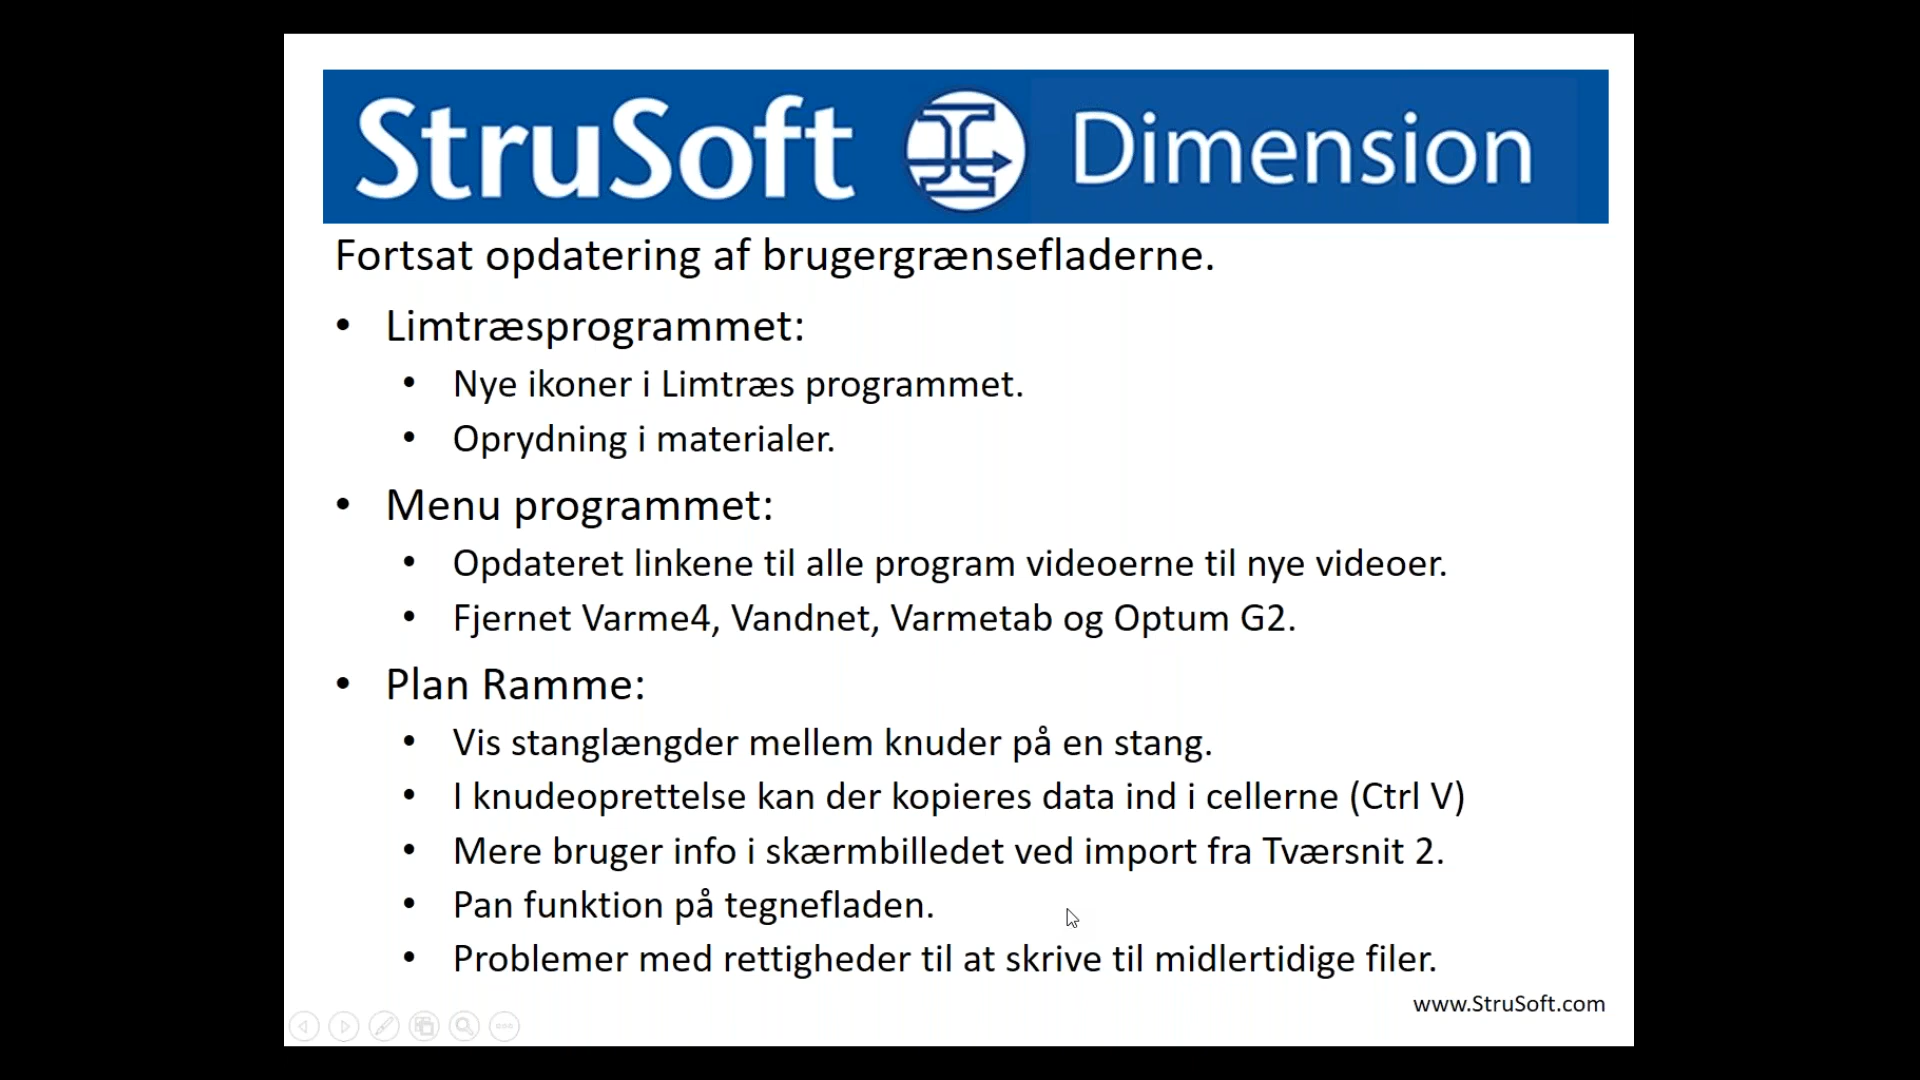 StruSoft Dimension
Fortsat opdatering af brugergrænsefladerne.
• Limtræsprogrammet:
• Nye ikoner i Limtræs programmet.
• Oprydning i materialer.
• Menu programmet:
• Opdateret linkene til alle program videoerne til nye videoer.
• Fjernet Varme4, Vandnet, Varmetab og Optum G2.
• Plan Ramme:
• Vis stanglængder mellem knuder på en stang.
• I knudeoprettelse kan der kopieres data ind i cellerne (Ctrl V)
• Mere bruger info i skærmbilledet ved import fra Tværsnit 2.
• Pan funktion på tegnefladen.
• Problemer med rettigheder til at skrive til midlertidige filer.
www.StruSoft.com